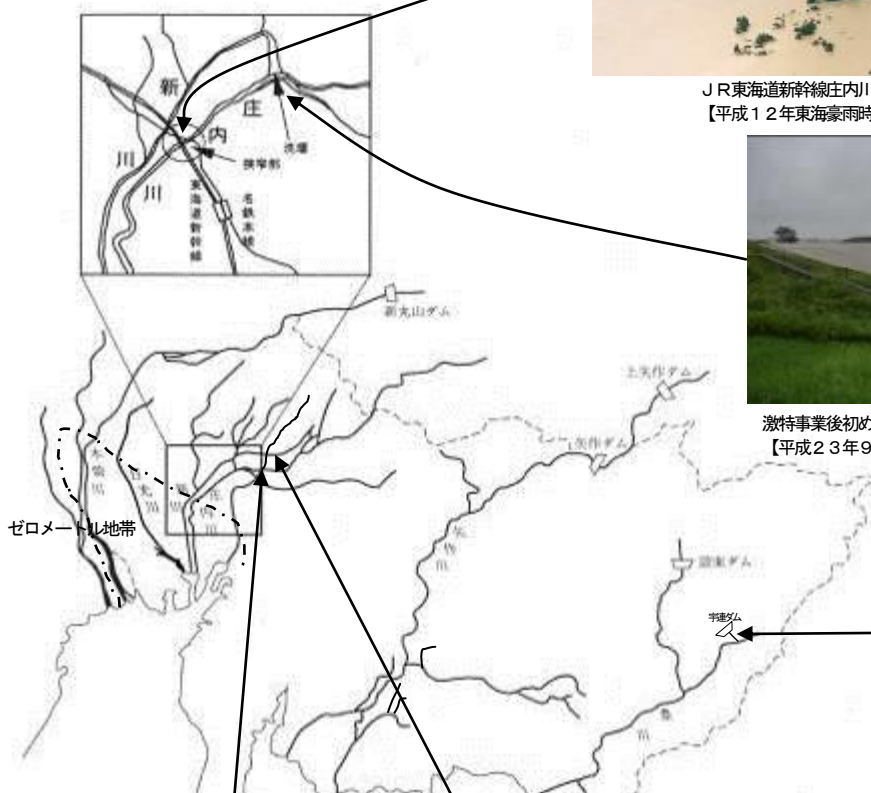 ＪＲ東海道新幹線庄内川
【平成１２年東海豪雨時
新
川
庄
内
川
洗堰
狭窄部
東海道新幹線
名鉄本線
新丸山ダム
上矢作ダム
矢作ダム
激特事業後初め
【平成２３年９
木曽川
日光川
新川
庄内川
ゼロメートル地帯
矢作川
設楽ダム
宇連ダム
豊川